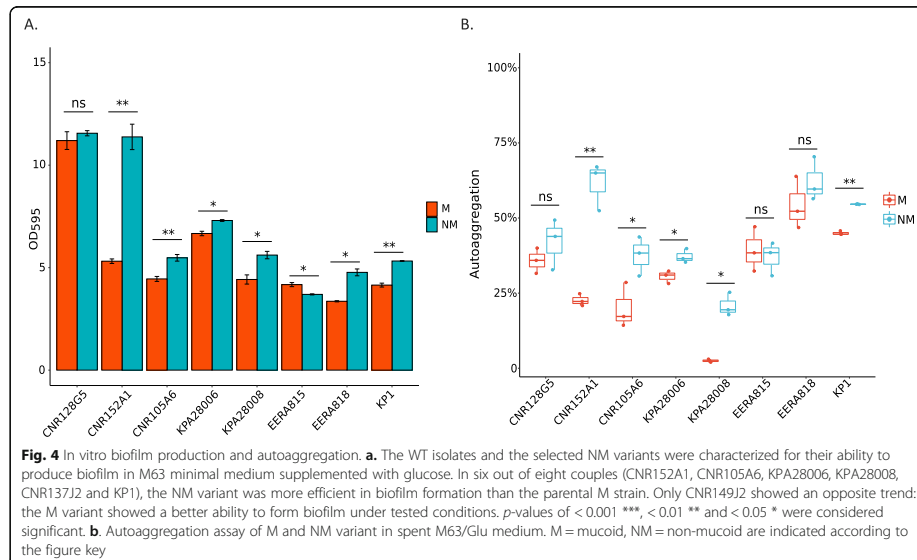 A.
B.
15
10
5
0
OD595
ns
**
**
*
*
*
*
**
M
NM
CNR128G5
CNR152A1
CNR105A6
KPA28006
KPA28008
EERA815
EERA818
KP1
100%
75%
50%
25%
0
Autoaggregation
ns
**
*
*
*
ns
ns
**
M
NM
CNR128G5
CNR152A1
CNR105A6
KPA28006
KPA28008
EERA815
EERA818
KP1
Fig. 4 In vitro biofilm production and autoaggregation. a. The WT isolates and the selected NM variants were characterized for their ability to
produce biofilm in M63 minimal medium supplemented with glucose. In six out of eight couples (CNR152A1, CNR105A6, KPA28006, KPA28008,
CNR137J2 and KP1), the NM variant was more efficient in biofilm formation than the parental M strain. Only CNR149J2 showed an opposite trend:
the M variant showed a better ability to form biofilm under tested conditions. p-values of < 0.001 ***, < 0.01 ** and < 0.05 * were considered
significant. b. Autoaggregation assay of M and NM variant in spent M63/Glu medium. M = mucoid, NM = non-mucoid are indicated according to
the figure key